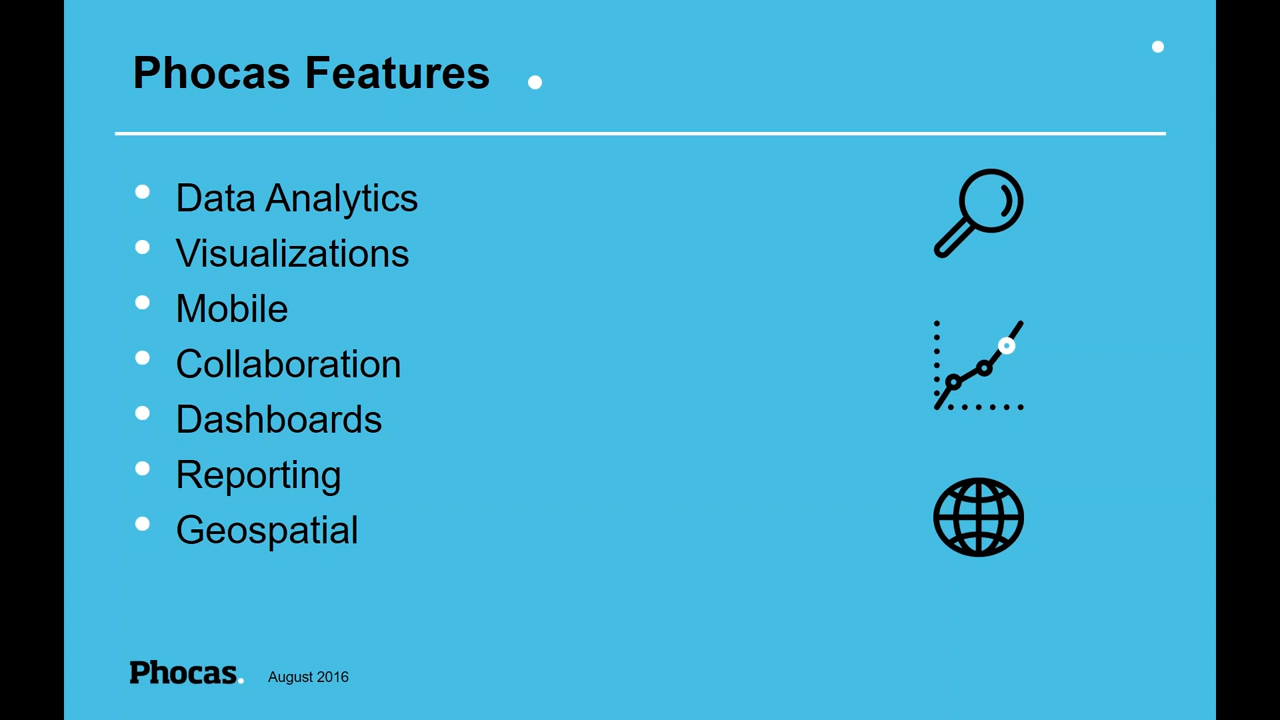 Phocas Features
Data Analytics
Visualizations
Mobile
Collaboration
Dashboards
Reporting
Geospatial
Phocas. August 2016